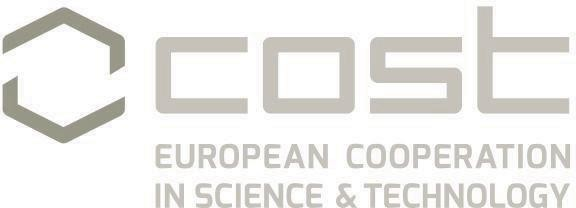 cost
EUROPEAN COOPERATION
IN SCIENCE & TECHNOLOGY